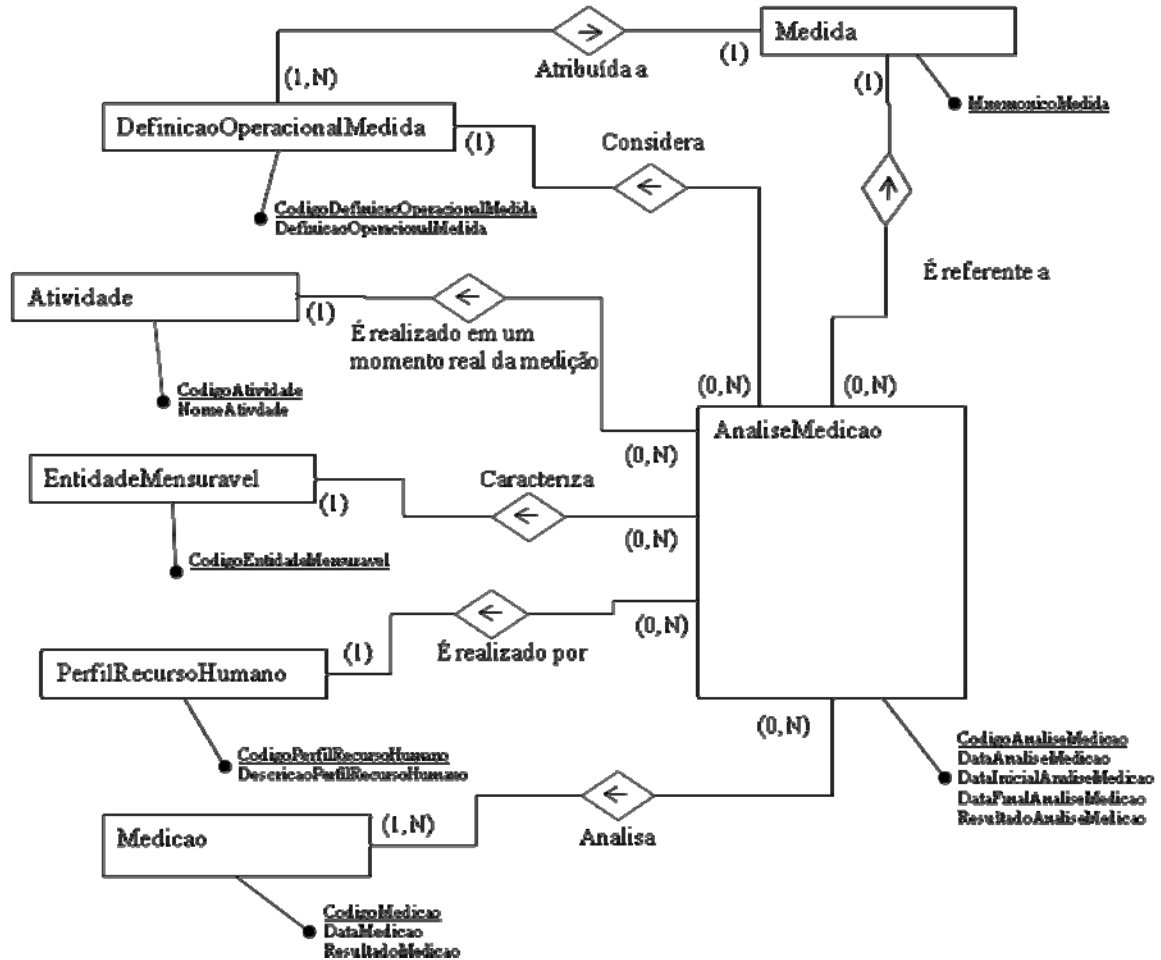 Medida
(1)
Atribuída a
(1)
(1,N)
MnemonicoMedida
DefinicaoOperacionalMedida
(1)
Considera
CodigoDefinicaoOperacionalMedida
DefinicaoOperacionalMedida
É referente a
Atividade
(1)
É realizado em um
momento real da medição
CodigoAtividade
NomeAtivdade
(0,N)
(0,N)
AnaliseMedicao
(0,N)
EntidadeMensuravel
(1)
Caracteriza
(0,N)
CodigoEntidadeMensuravel
(0,N)
(1)
É realizado por
PerfilRecursoHumano
(0,N)
CodigoPerfilRecursoHumano
DescricaoPerfilRecursoHumano
CodigoAnaliseMedicao
DataAnaliseMedicao
DataInicialAnaliseMedicao
DataFinalAnaliseMedicao
ResultadoAnaliseMedicao
Medicao
(1,N)
Analisa
CodigoMedicao
DataMedicao
ResultadoMedicao